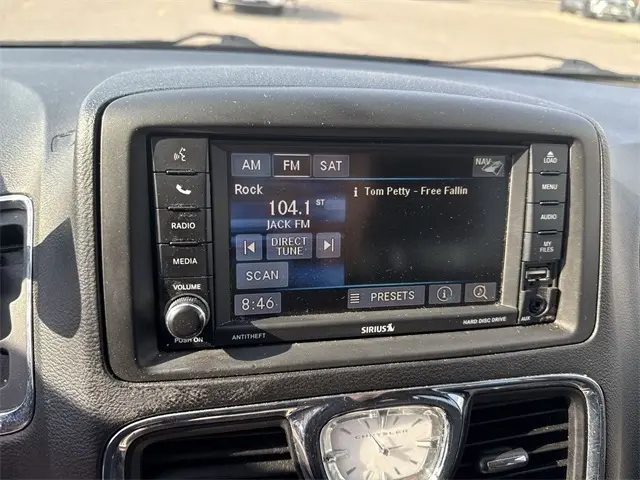 AM FM SAT NAV
Rock
i Tom Petty - Free Fallin
104.1 ST
JACK FM
DIRECT
TUNE
SCAN
8:46
PRESETS
i
RADIO
MEDIA
VOLUME
PUSH ON
ANTITHEFT
SIRIUS
HARD DISC DRIVE
LOAD
MENU
AUDIO
MY
FILES
AUX
CHRYSLER